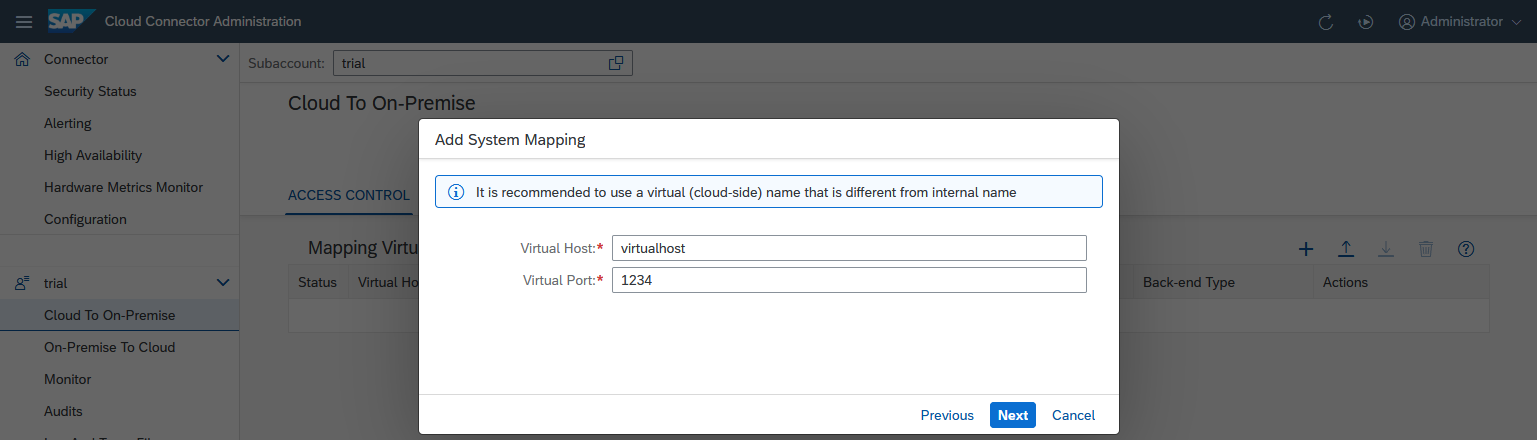 SAP Cloud Connector Administration
Administrator
Connector
Security Status
Alerting
High Availability
Hardware Metrics Monitor
Configuration
trial
Cloud To On-Premise
On-Premise To Cloud
Monitor
Audits
Subaccount: trial
Cloud To On-Premise
ACCESS CONTROL
Mapping Virtu
Status Virtual Ho Back-end Type Actions
Add System Mapping
It is recommended to use a virtual (cloud-side) name that is different from internal name
Virtual Host:* virtualhost
Virtual Port:* 1234
Previous Next Cancel